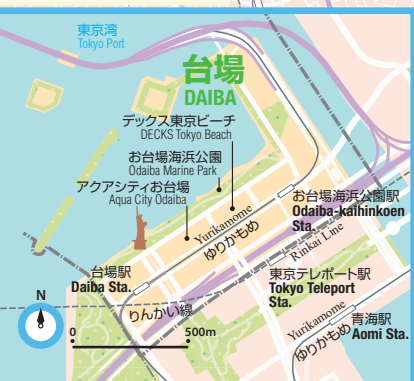 東京湾
Tokyo Port
台場
DAIBA
デックス東京ビーチ
DECKS Tokyo Beach
お台場海浜公園
Odaiba Marine Park
アクアシティお台場
Aqua City Odaiba
お台場海浜公園駅
Odaiba-kaihinkoen
Sta.
Yurikamome
ゆりかもめ
Rinkai Line
台場駅
Daiba Sta.
東京テレポート駅
Tokyo Teleport
Sta.
りんかい線
N
0
500m
Yurikamome
ゆりかもめ
青海駅
Aomi Sta.